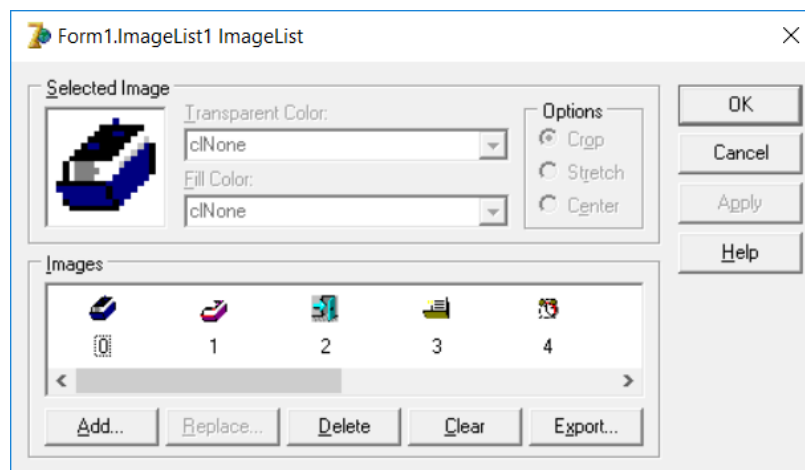 Form1.ImageList1 ImageList
Selected Image
Transparent Color:
clNone
Fill Color:
clNone
Options
Crop
Stretch
Center
OK
Cancel
Apply
Help
Images
0 1 2 3 4
Add... Replace... Delete Clear Export...